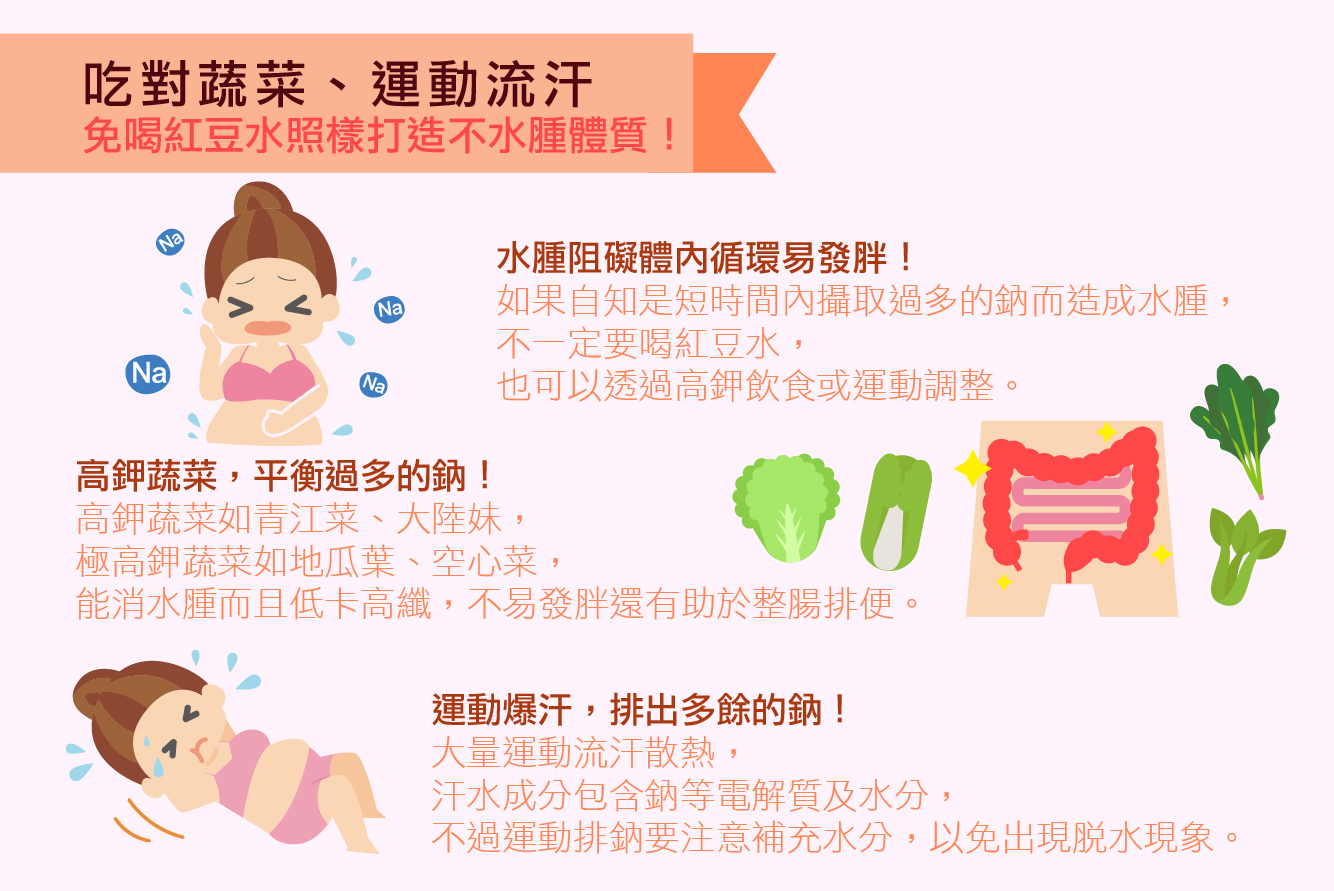 吃對蔬菜、運動流汗
免喝紅豆水照樣打造不水腫體質！
Na
Na
Na
Na
水腫阻礙體內循環易發胖！
如果自知是短時間內攝取過多的鈉而造成水腫，
不一定要喝紅豆水，
也可以透過高鉀飲食或運動調整。
高鉀蔬菜，平衡過多的鈉！
高鉀蔬菜如青江菜、大陸妹，
極高鉀蔬菜如地瓜葉、空心菜，
能消水腫而且低卡高纖，不易發胖還有助於整腸排便。
運動爆汗，排出多餘的鈉！
大量運動流汗散熱，
汗水成分包含鈉等電解質及水分，
不過運動排鈉要注意補充水分，以免出現脫水現象。